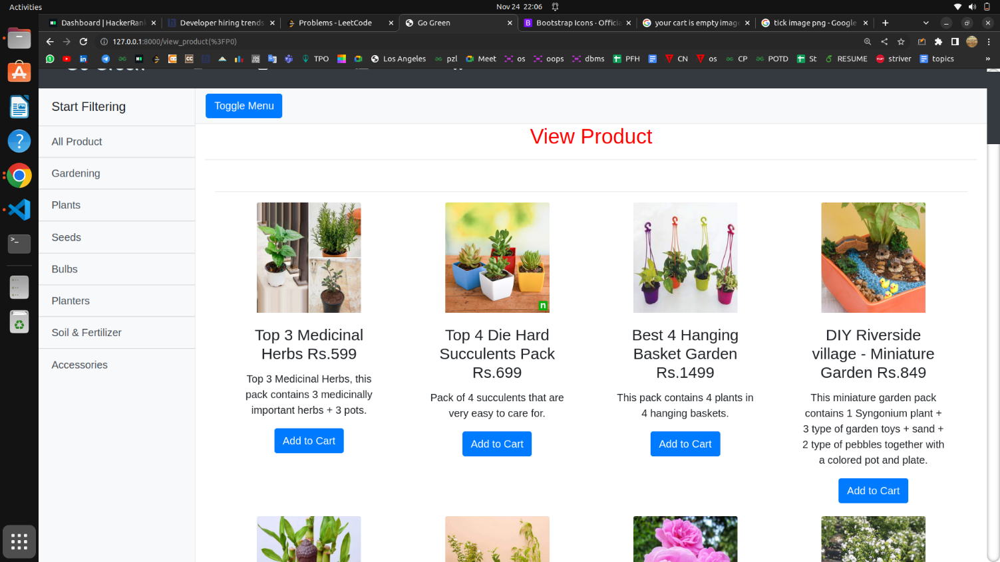 Activities
Nov 24 22:06
Dashboard | HackerRank
Developer hiring trends
Problems - LeetCode
Go Green
Bootstrap Icons · Officia
your cart is empty image
tick image png - Google
127.0.0.1:8000/view_product(%3FP0)
TPO
Los Angeles
pzl
Meet
os
oops
dbms
PFH
CN
os
CP
POTD
St
RESUME
striver
topics
»
Go Green
Start Filtering
All Product
Gardening
Plants
Seeds
Bulbs
Planters
Soil & Fertilizer
Accessories
Toggle Menu
View Product
n
Top 3 Medicinal
Herbs Rs.599
Top 3 Medicinal Herbs, this
pack contains 3 medicinally
important herbs + 3 pots.
Add to Cart
Top 4 Die Hard
Succulents Pack
Rs.699
Pack of 4 succulents that are
very easy to care for.
Add to Cart
Best 4 Hanging
Basket Garden
Rs.1499
This pack contains 4 plants in
4 hanging baskets.
Add to Cart
DIY Riverside
village - Miniature
Garden Rs.849
This miniature garden pack
contains 1 Syngonium plant +
3 type of garden toys + sand +
2 type of pebbles together with
a colored pot and plate.
Add to Cart